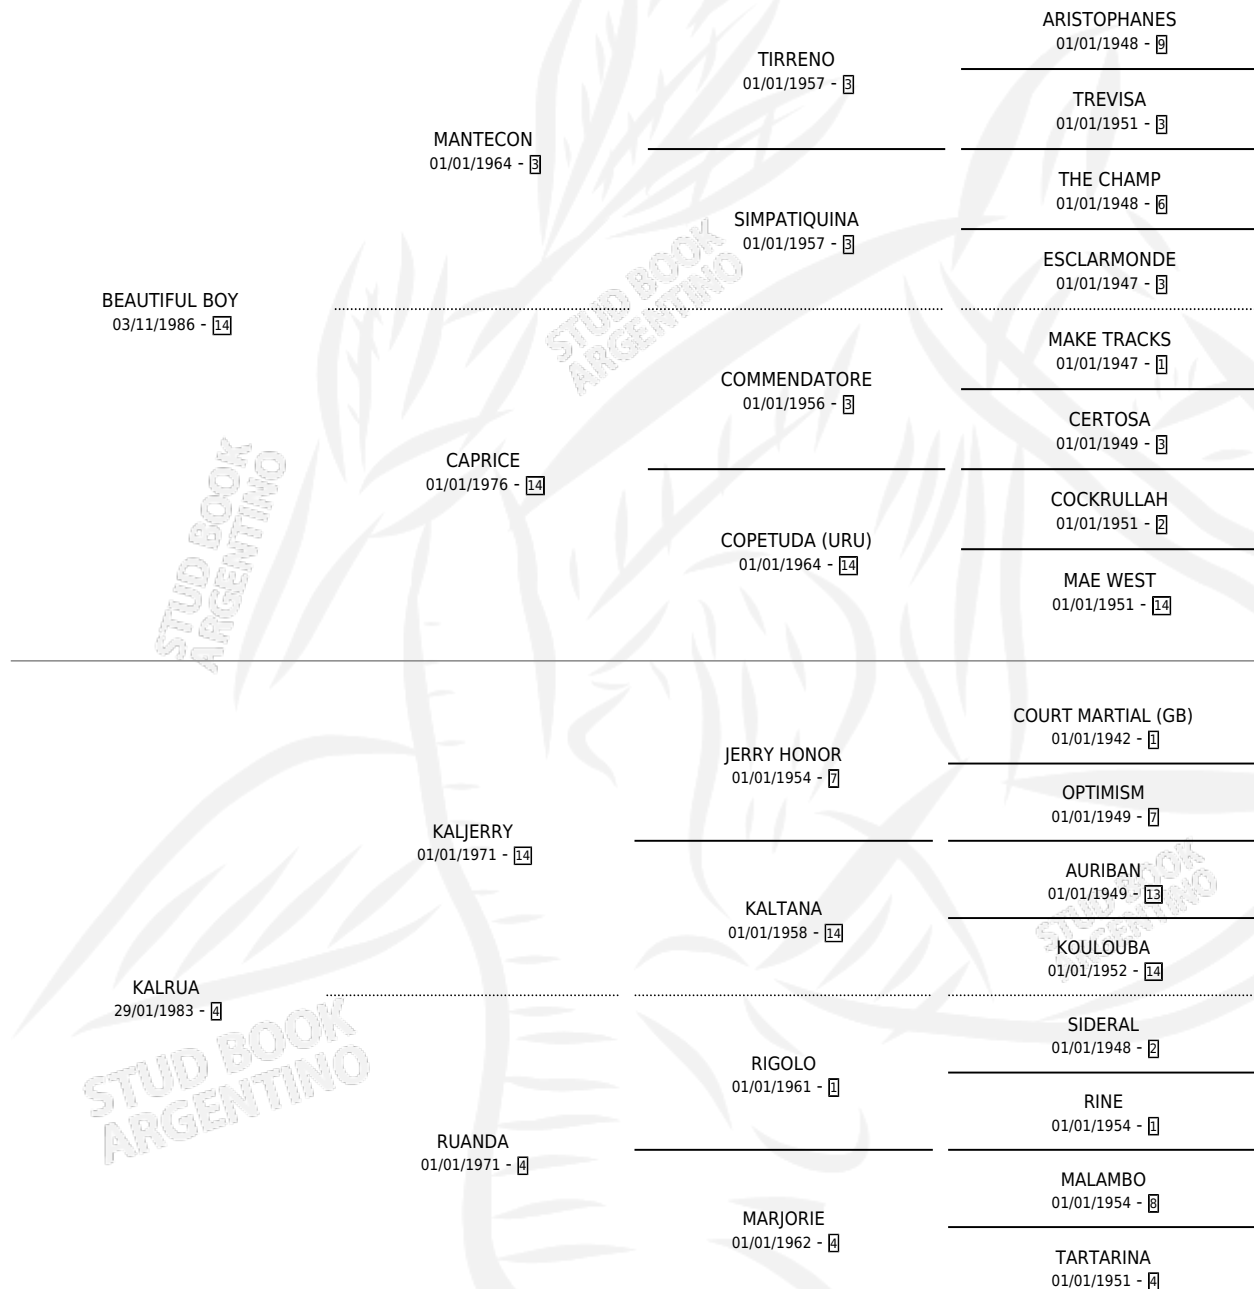 ARISTOPHANES
01/01/1948 - 9
TIRRENO
01/01/1957 - 3
TREVISA
01/01/1951 - 3
MANTECON
01/01/1964 - 3
THE CHAMP
01/01/1948 - 6
SIMPATIQUINA
01/01/1957 - 3
ESCLARMONDE
01/01/1947 - 3
BEAUTIFUL BOY
03/11/1986 - 14
MAKE TRACKS
01/01/1947 - 1
COMMENDATORE
01/01/1956 - 3
CERTOSA
01/01/1949 - 3
CAPRICE
01/01/1976 - 14
COCKRULLAH
01/01/1951 - 2
COPETUDA (URU)
01/01/1964 - 14
MAE WEST
01/01/1951 - 14
COURT MARTIAL (GB)
01/01/1942 - 1
JERRY HONOR
01/01/1954 - 7
OPTIMISM
01/01/1949 - 7
KALJERRY
01/01/1971 - 14
AURIBAN
01/01/1949 - 13
KALTANA
01/01/1958 - 14
KOULOUBA
01/01/1952 - 14
KALRUA
29/01/1983 - 4
SIDERAL
01/01/1948 - 2
RIGOLO
01/01/1961 - 1
RINE
01/01/1954 - 1
RUANDA
01/01/1971 - 4
MALAMBO
01/01/1954 - 8
MARJORIE
01/01/1962 - 4
TARTARINA
01/01/1951 - 4
STUD BOOK
ARGENTINO
STUD BOOK
ARGENTINO
STUD BOOK
ARGENTINO
STUD BOOK
ARGENTINO